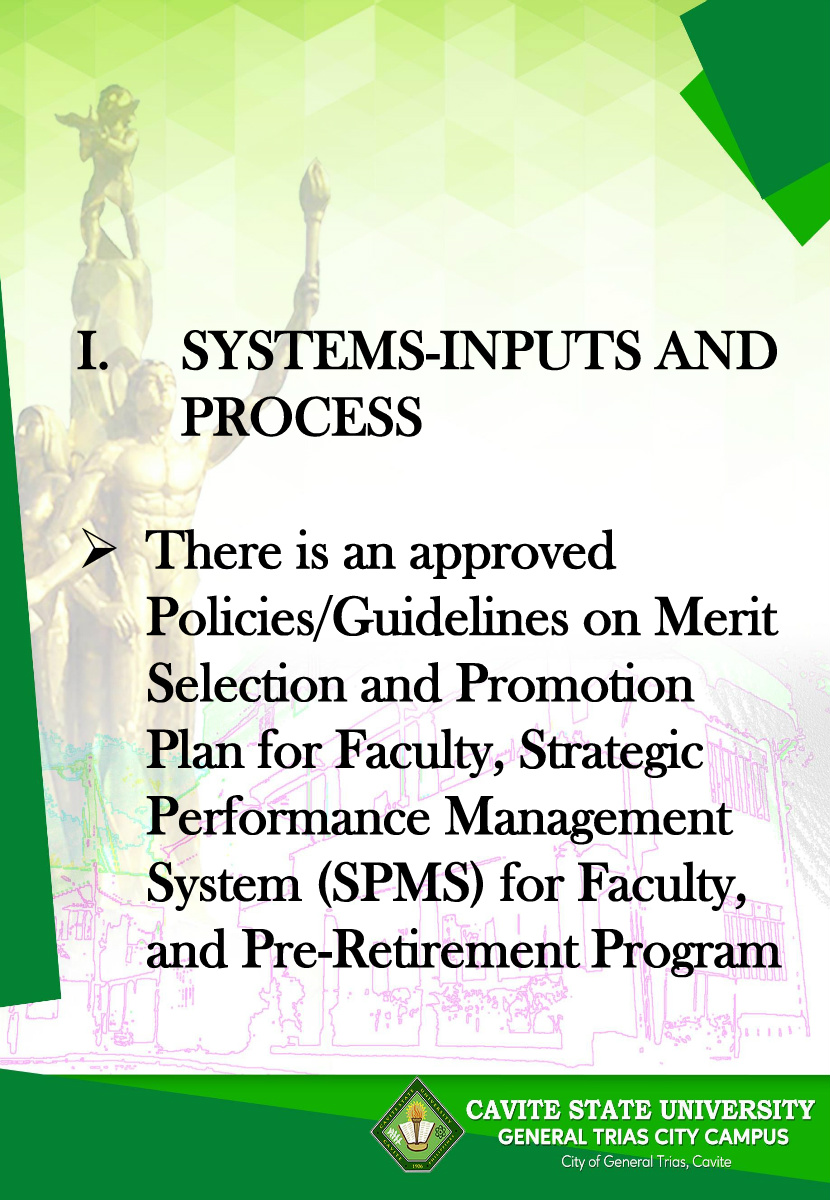 I. SYSTEMS-INPUTS AND
PROCESS
➢ There is an approved
Policies/Guidelines on Merit
Selection and Promotion
Plan for Faculty, Strategic
Performance Management
System (SPMS) for Faculty,
and Pre-Retirement Program
CAVITE STATE UNIVERSITY
GENERAL TRIAS CITY CAMPUS
City of General Trias, Cavite
1906